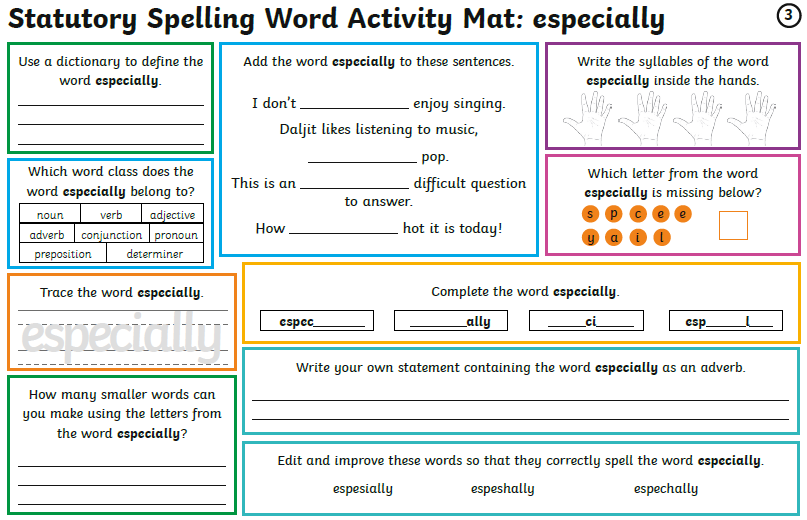 Statutory Spelling Word Activity Mat: especially
3
Use a dictionary to define the
word especially.
Add the word especially to these sentences.
I don't ______________ enjoy singing.
Daljit likes listening to music,
______________ pop.
This is an ______________ difficult question
to answer.
How ______________ hot it is today!
Write the syllables of the word
especially inside the hands.
Which word class does the
word especially belong to?
noun verb adjective
adverb conjunction pronoun
preposition determiner
Which letter from the word
especially is missing below?
s p c e e
y a i l
Trace the word especially.
especially
Complete the word especially.
espec________ ________ally ______ci________ esp______l____
Write your own statement containing the word especially as an adverb.
How many smaller words can
you make using the letters from
the word especially?
Edit and improve these words so that they correctly spell the word especially.
espesially espeshally espechally